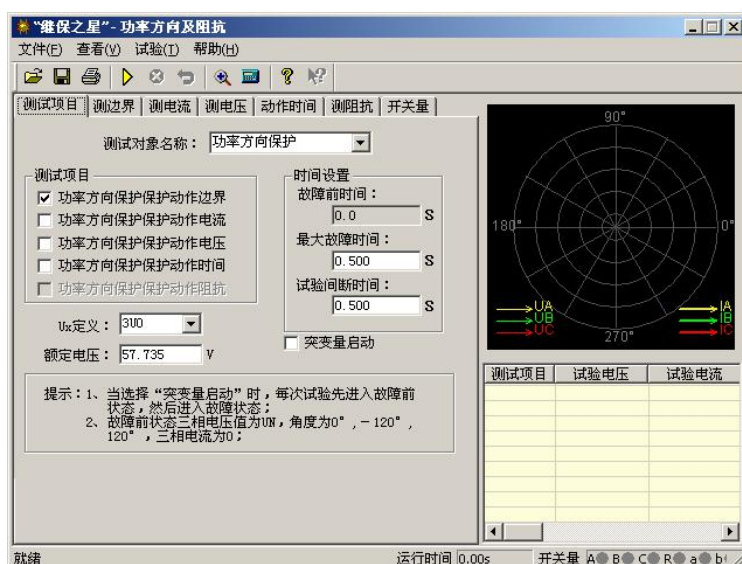 “继保之星”- 功率方向及阻抗
文件(F) 查看(V) 试验(T) 帮助(H)
测试项目 测边界 测电流 测电压 动作时间 测阻抗 开关量
测试对象名称： 功率方向保护
测试项目
功率方向保护保护动作边界
功率方向保护保护动作电流
功率方向保护保护动作电压
功率方向保护保护动作时间
功率方向保护保护动作阻抗
时间设置
故障前时间：
0.0 S
最大故障时间：
0.500 S
试验间断时间：
0.500 S
Ux定义： 3U0
突变量启动
额定电压： 57.735 V
提示：1、当选择“突变量启动”时，每次试验先进入故障前
状态，然后进入故障状态；
2、故障前状态三相电压值为UN，角度为0°，－120°，
120°，三相电流为0；
90°
180° 0°
270°
UA IA
UB IB
UC IC
测试项目 试验电压 试验电流
就绪 运行时间 0.00s 开关量 A B C R a b